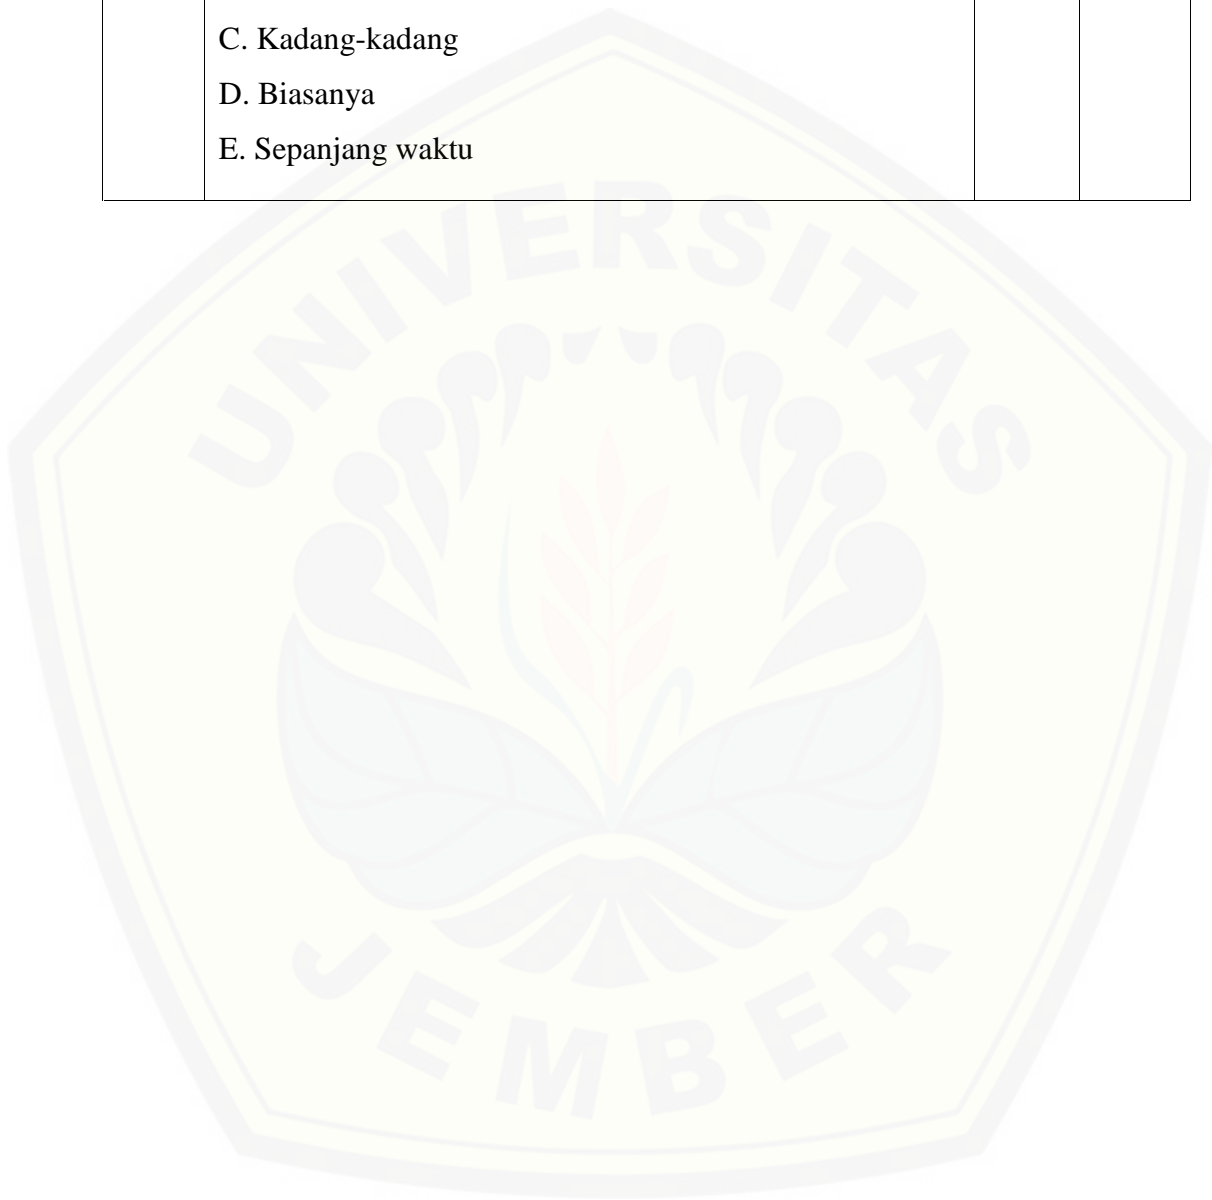 C. Kadang-kadang
D. Biasanya
E. Sepanjang waktu
UNIVERSITAS
JEMBER